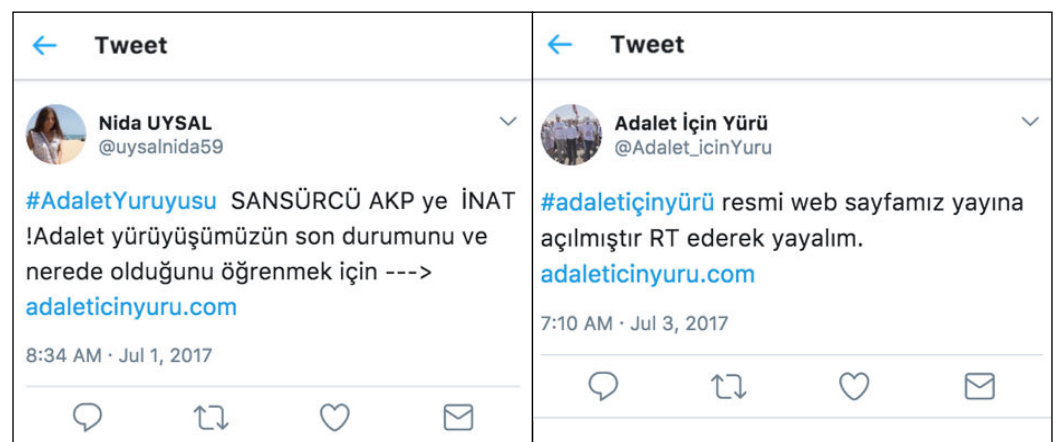 Tweet
Nida UYSAL
@uysalnida59
#AdaletYuruyusu  SANSÜRCÜ AKP ye  İNAT
!Adalet yürüyüşümüzün son durumunu ve
nerede olduğunu öğrenmek için --->
adaleticinyuru.com
8:34 AM · Jul 1, 2017
Tweet
Adalet İçin Yürü
@Adalet_icinYuru
#adaletiçinyürü resmi web sayfamız yayına
açılmıştır RT ederek yayalım.
adaleticinyuru.com
7:10 AM · Jul 3, 2017